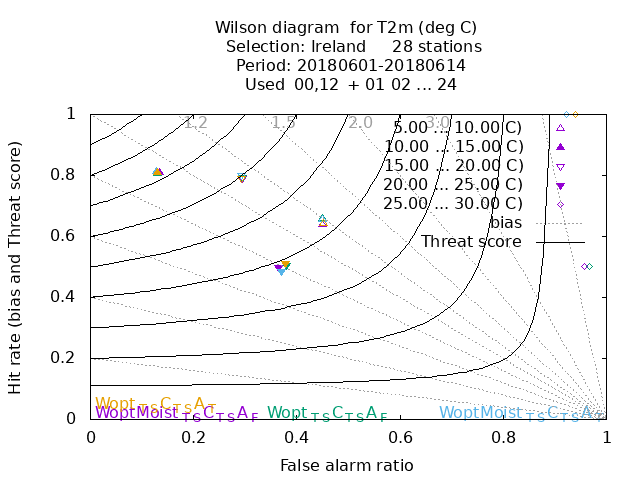 Wilson diagram for T2m (deg C)
Selection: Ireland 28 stations
Period: 20180601-20180614
Used 00,12 + 01 02 ... 24
1.2 1.5 2.0 3.0
5.00 ... 10.00 C)
10.00 ... 15.00 C)
15.00 ... 20.00 C)
20.00 ... 25.00 C)
25.00 ... 30.00 C)
bias
Threat score
Hit rate (bias and Threat score)
1
0.8
0.6
0.4
0.2
0
Wopt_TSC_TSA_T
WoptMoist_TSC_TSA_F Wopt_TSC_TSA_F WoptMoist_TSC_TSA_T
0 0.2 0.4 0.6 0.8 1
False alarm ratio